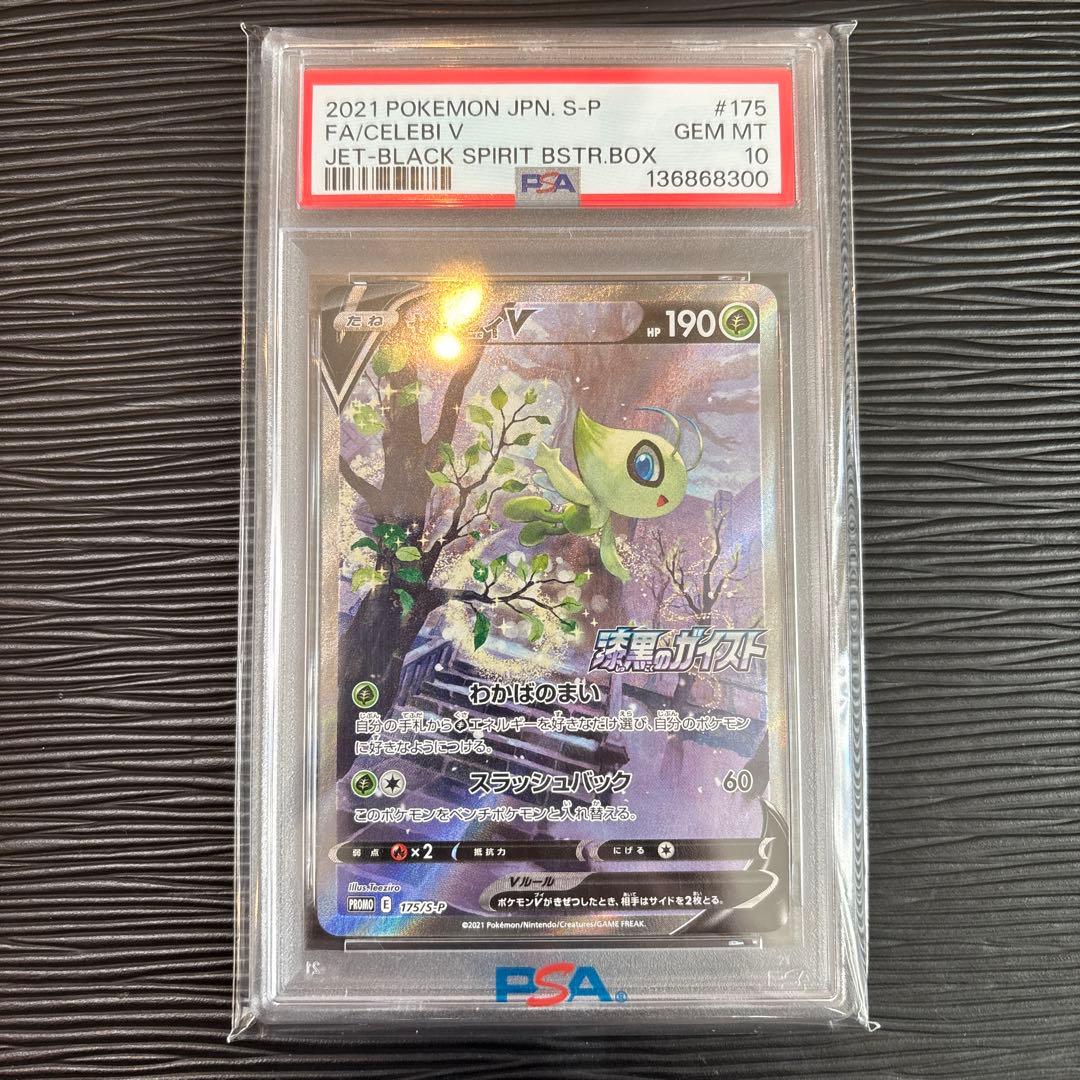 2021 POKEMON JPN. S-P #175
FA/CELEBI V GEM MT
JET-BLACK SPIRIT BSTR.BOX 10
PSA 136868300
たね ィV HP 190
漆黒のガイスト
わかばのまい
自分の手札からエネルギーを好きなだけ選び、自分のポケモン
に好きなようにつける。
スラッシュバック 60
このポケモンをベンチポケモンと入れ替える。
弱点 ×2 抵抗力 にげる
Illus.Teeziro
Vルール
PROMO E 175/S-P
ポケモンVがきぜつしたとき、相手はサイドを2枚とる。
©2021 Pokémon/Nintendo/Creatures/GAME FREAK.
PSA®